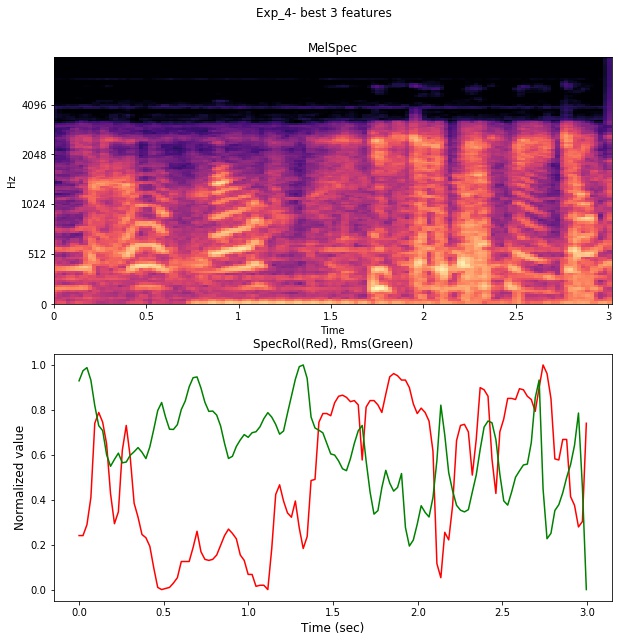 Exp_4- best 3 features
MelSpec
4096
2048
1024
512
0
Hz
0 0.5 1 1.5 2 2.5 3
Time
SpecRol(Red), Rms(Green)
1.0
0.8
0.6
0.4
0.2
0.0
Normalized value
0.0 0.5 1.0 1.5 2.0 2.5 3.0
Time (sec)